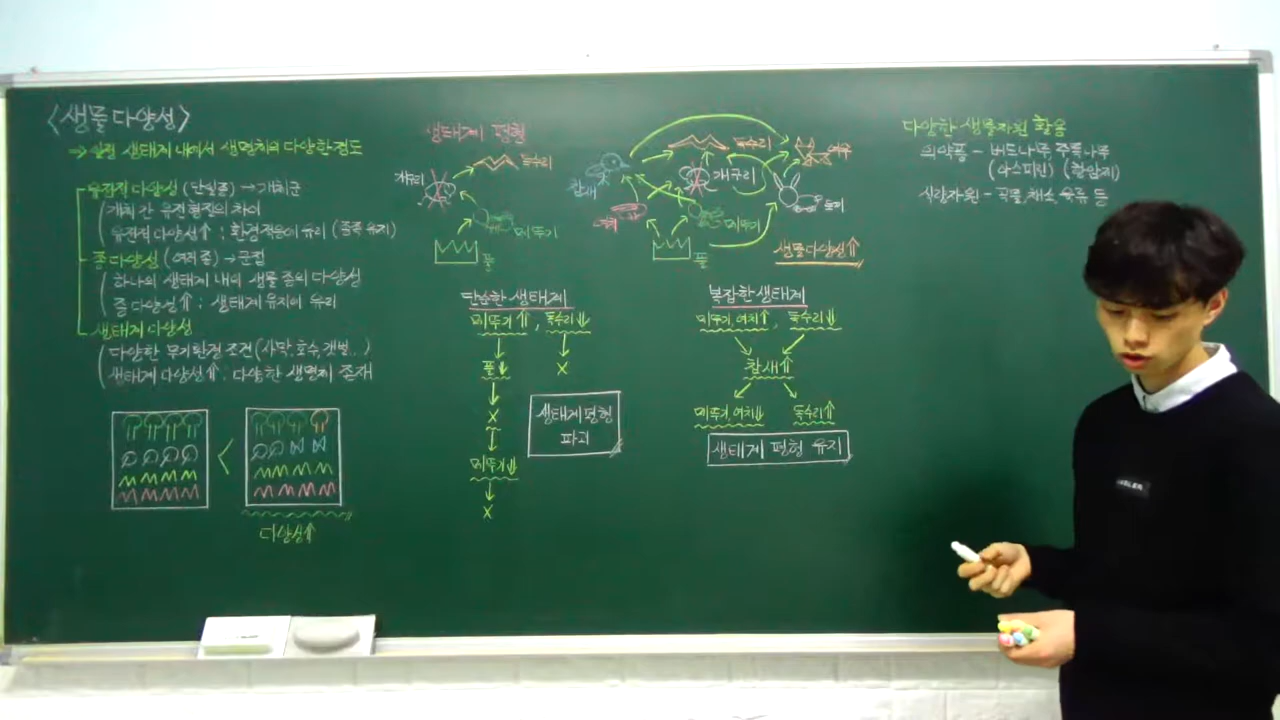 <생물다양성>
→ 일정 생태계 내에서 생명체의 다양한 정도
유전적 다양성 (단일종) → 개체군
개체 간 유전형질의 차이
유전적 다양성↑ : 환경적응에 유리 (종족 유지)
종 다양성 (여러 종) → 군집
하나의 생태계 내에 생물 종의 다양성
종 다양성↑ : 생태계 유지에 유리
생태계 다양성
다양한 무기환경 조건 (사막, 호수, 갯벌..)
생태계 다양성↑ : 다양한 생명체 존재
<
다양성↑
생태계 평형
독수리
개구리
메뚜기
풀
단순한 생태계
메뚜기⇈, 독수리⇊
풀⇊ X
X
메뚜기⇊
X
생태계평형
파괴
독수리 여우
참새 개구리
토끼
여치 메뚜기
풀
생물다양성↑
복잡한 생태계
메뚜기, 여치↑, 독수리⇊
참새⇈
메뚜기, 여치⇊ 독수리↑
생태계 평형 유지
다양한 생물자원 활용
의약품 - 버드나무, 주목나무
(아스피린) (항암제)
식량자원 - 곡물, 채소, 육류 등